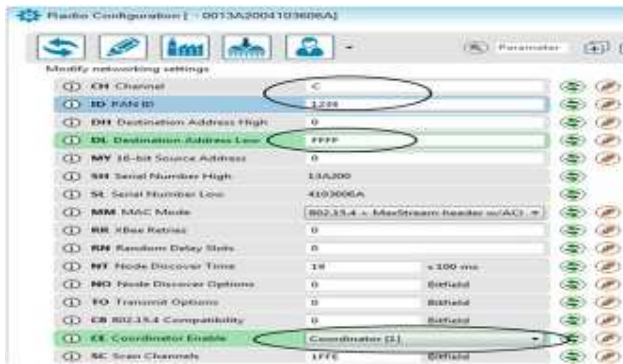 Radio Configuration [ - 0013A2004103606A]
Parameter
Modify networking settings
CH Channel C
ID PAN ID 1234
DH Destination Address High 0
DL Destination Address Low FFFF
MY 16-bit Source Address 0
SH Serial Number High 13A200
SL Serial Number Low 4103606A
MM MAC Mode 802.15.4 + MaxStream header w/ACK
RR XBee Retries 0
RN Random Delay Slots 0
NT Node Discover Time 19 x 100 ms
NO Node Discover Options 0 Bitfield
TO Transmit Options 0 Bitfield
C8 802.15.4 Compatibility 0 Bitfield
CE Coordinator Enable Coordinator [1]
SC Scan Channels 1FFE Bitfield